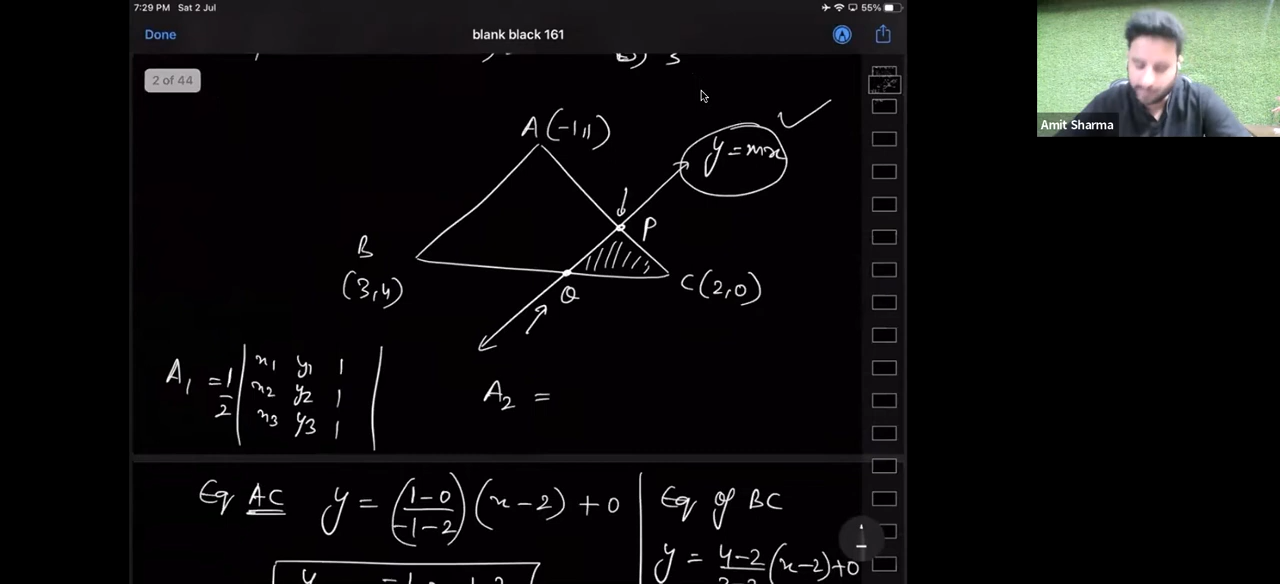 7:29 PM Sat 2 Jul
55%
Done
blank black 161
2 of 44
A(-1,1)
y=mx
P
B
(3,4)
Q
C(2,0)
A₁ = 1/2 | x₁ y₁ 1
x₂ y₂ 1
x₃ y₃ 1 |
A₂ =
Eq AC y = (1-0/-1-2)(x-2)+0
Eq of BC
y = 4-2
(x-2)+0
Amit Sharma